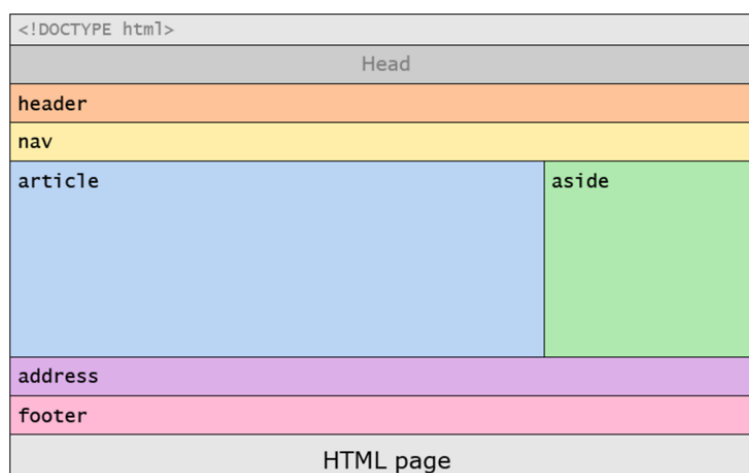 <!DOCTYPE html>
Head
header
nav
article
aside
address
footer
HTML page